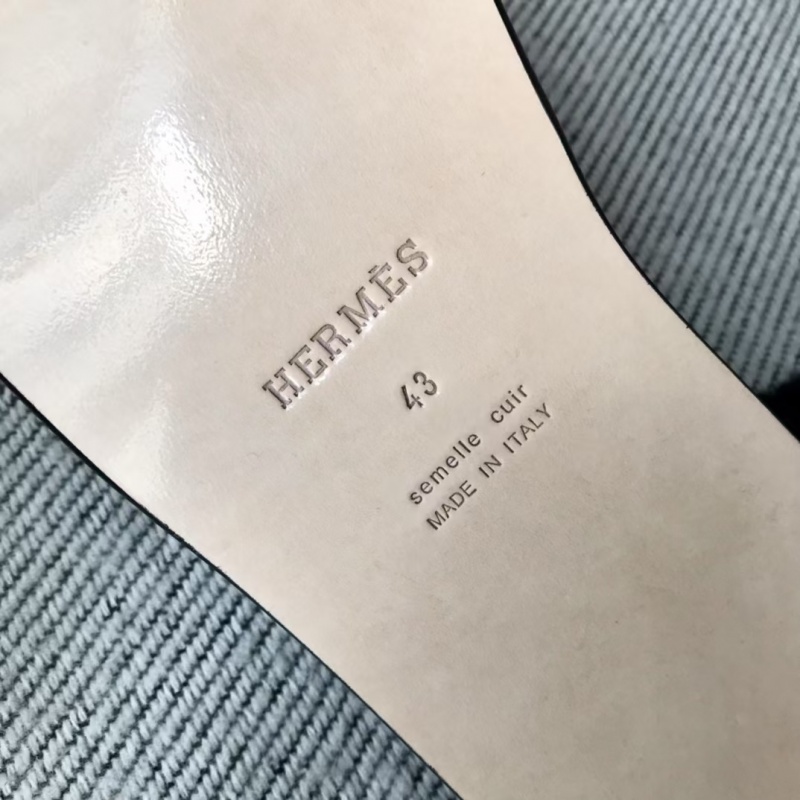 HERMÈS
43
semelle cuir
MADE IN ITALY